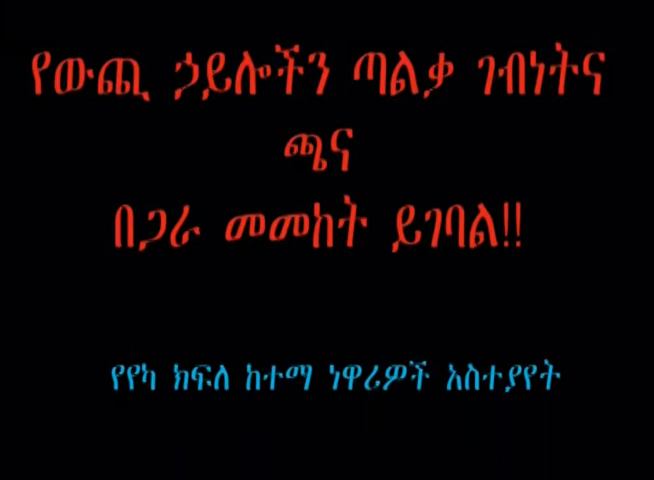 የውጪ ኃይሎችን ጣልቃ ገብነትና
ጫና
በጋራ መመከት ይገባል!!
የየካ ክፍለ ከተማ ነዋሪዎች አስተያየት